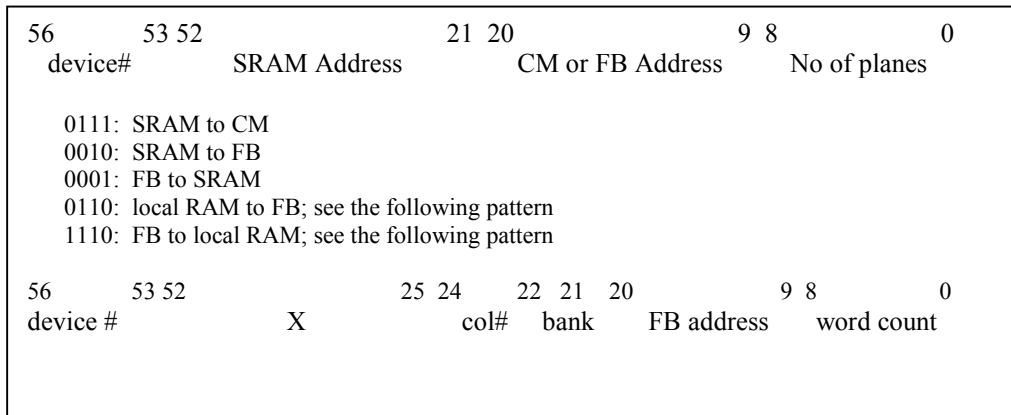 56 53 52 21 20 9 8 0
device# SRAM Address CM or FB Address No of planes
0111: SRAM to CM
0010: SRAM to FB
0001: FB to SRAM
0110: local RAM to FB; see the following pattern
1110: FB to local RAM; see the following pattern
56 53 52 25 24 22 21 20 9 8 0
device # X col# bank FB address word count